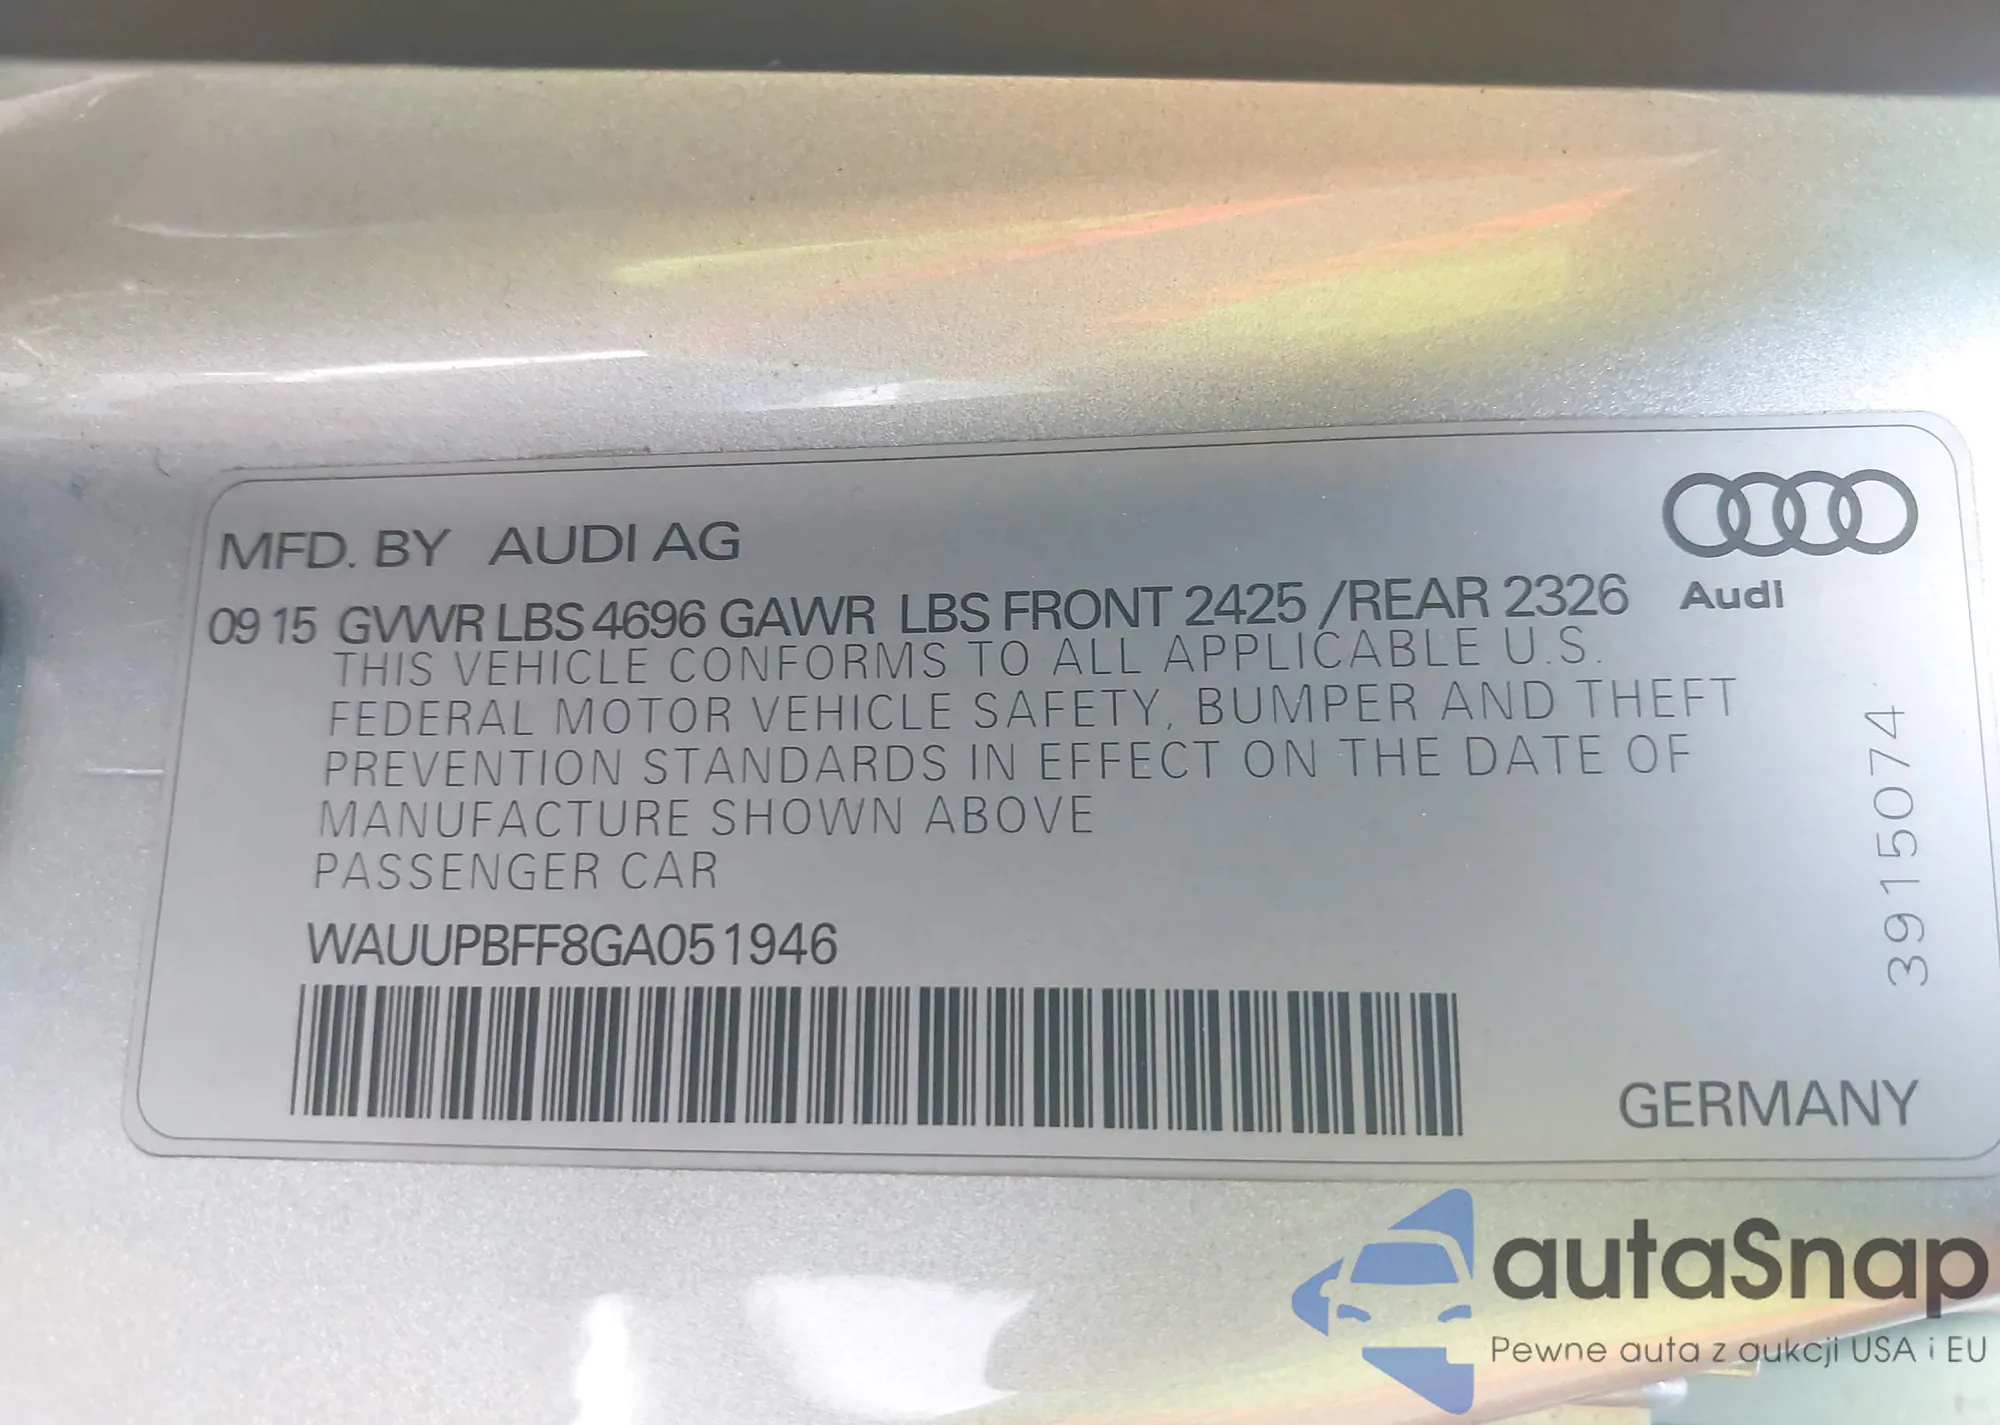 MFD. BY AUDI AG
09 15 GVWR LBS 4696 GAWR LBS FRONT 2425 /REAR 2326
Audi
THIS VEHICLE CONFORMS TO ALL APPLICABLE U.S.
FEDERAL MOTOR VEHICLE SAFETY, BUMPER AND THEFT
PREVENTION STANDARDS IN EFFECT ON THE DATE OF
MANUFACTURE SHOWN ABOVE
PASSENGER CAR
WAUUPBFF8GA051946
3915074
GERMANY
autaSnap
Pewne auta z aukcji USA i EU